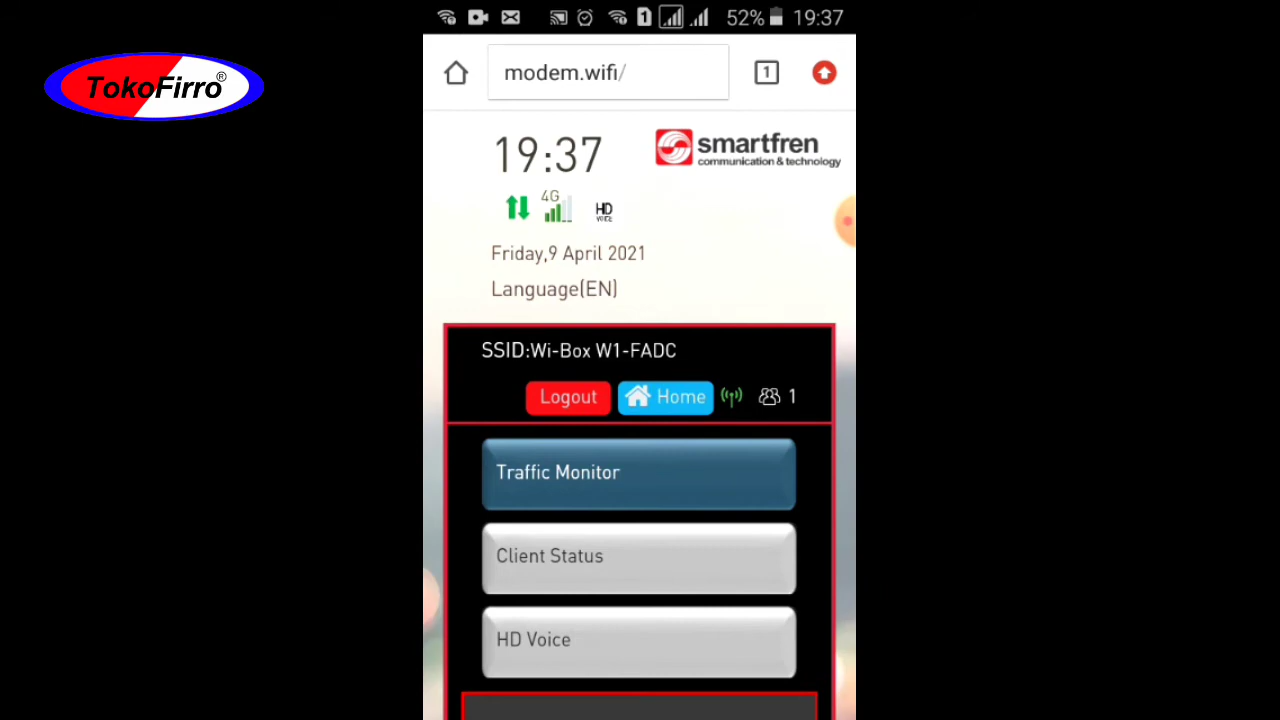 52% 19:37
TokoFirro®
modem.wifi/
1
19:37
smartfren
communication & technology
4G
HD
VOICE
Friday,9 April 2021
Language(EN)
SSID:Wi-Box W1-FADC
Logout
Home
1
Traffic Monitor
Client Status
HD Voice